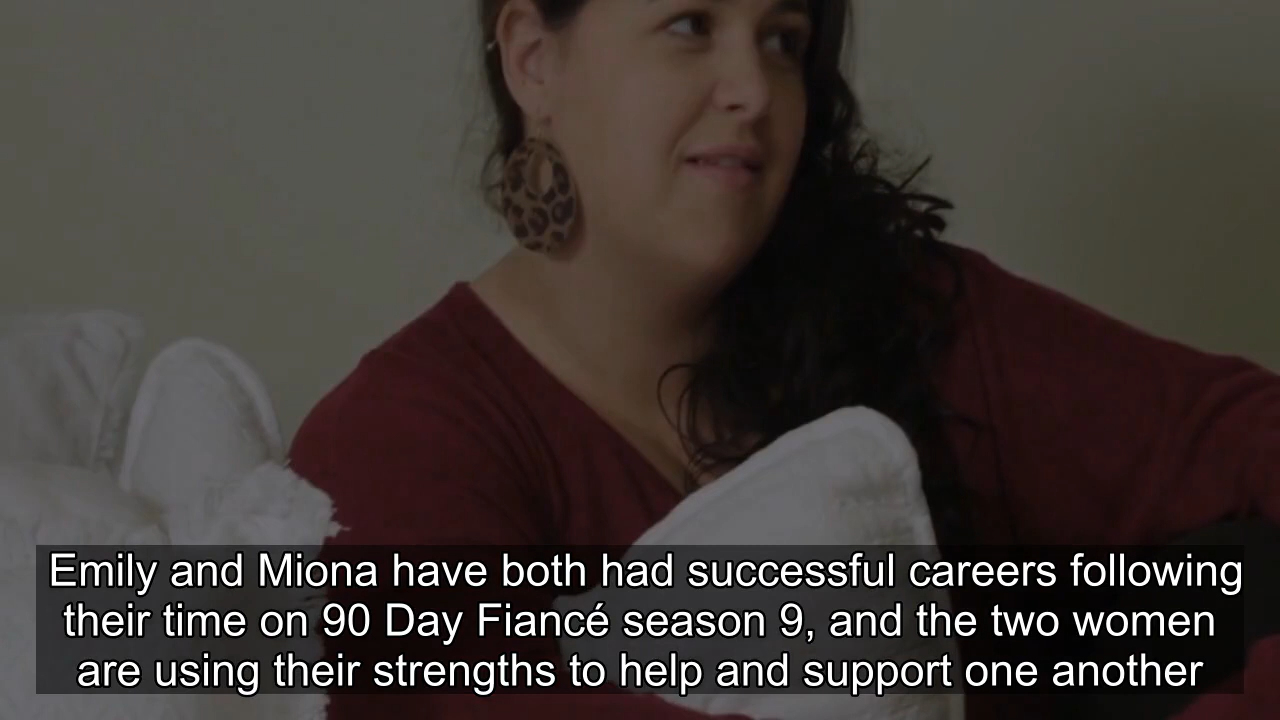 Emily and Miona have both had successful careers following
their time on 90 Day Fiancé season 9, and the two women
are using their strengths to help and support one another